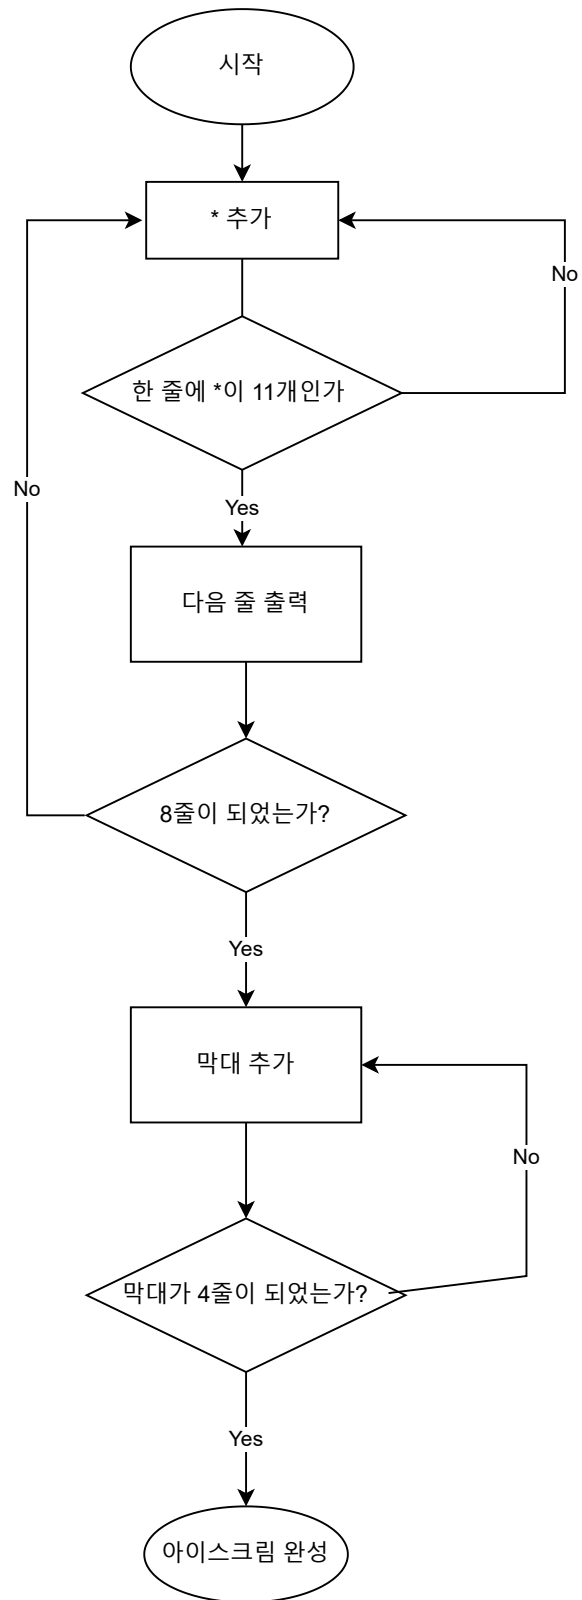 시작
* 추가
No
한 줄에 *이 11개인가
No
Yes
다음 줄 출력
8줄이 되었는가?
Yes
막대 추가
No
막대가 4줄이 되었는가?
Yes
아이스크림 완성